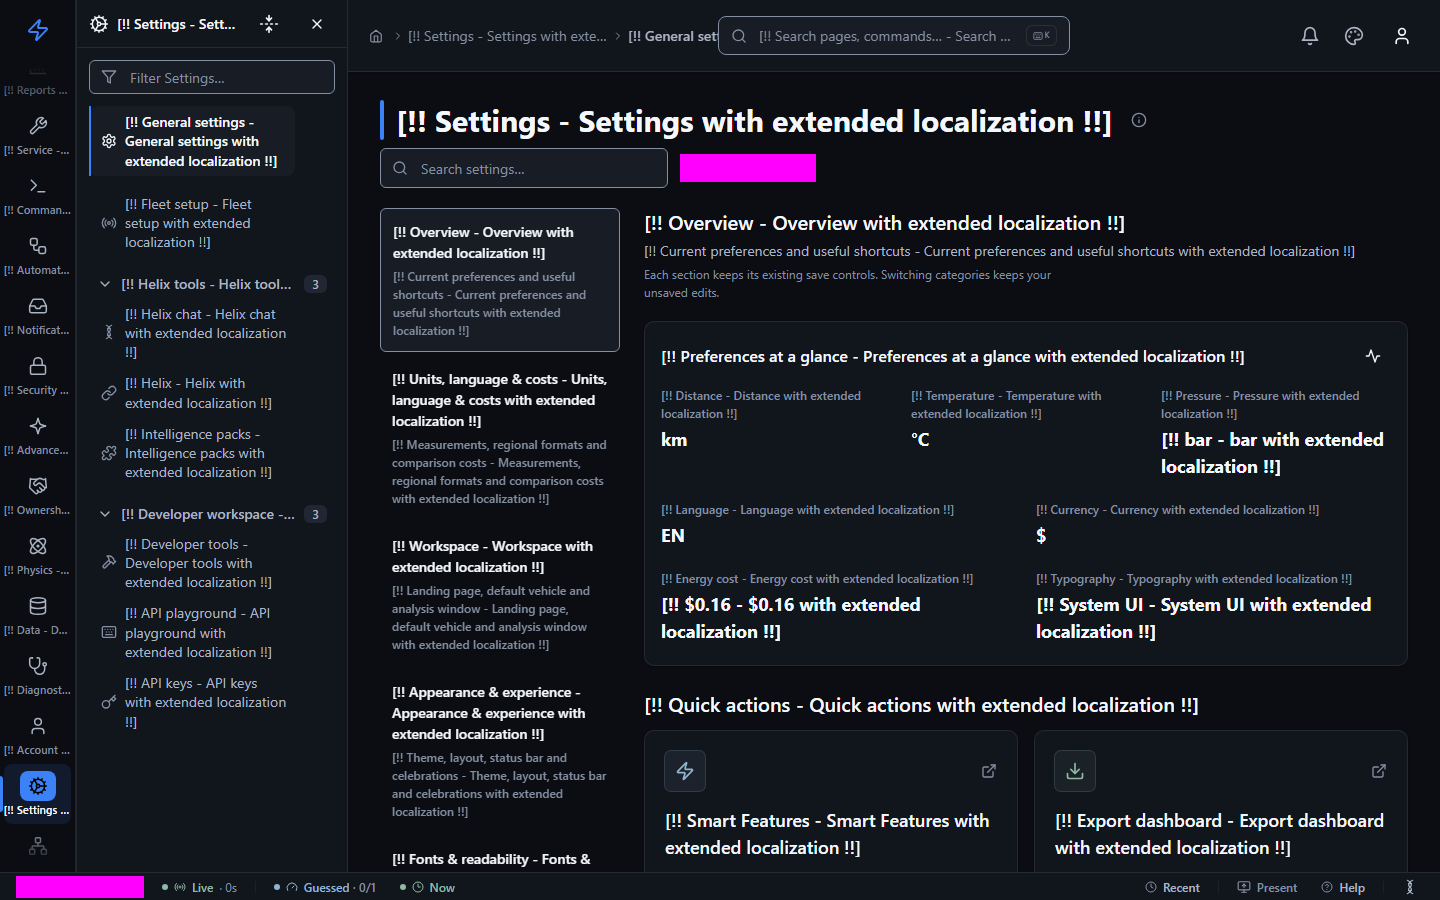 [!! Reports ...
[!! Service -...
[!! Comman...
[!! Automat...
[!! Notificat...
[!! Security ...
[!! Advance...
[!! Ownersh...
[!! Physics -...
[!! Data - D...
[!! Diagnost...
[!! Account ...
[!! Settings ...
[!! Settings - Sett...
Filter Settings...
[!! General settings -
General settings with
extended localization !!]
[!! Fleet setup - Fleet
setup with extended
localization !!]
[!! Helix tools - Helix tool... 3
[!! Helix chat - Helix chat
with extended localization
!!]
[!! Helix - Helix with
extended localization !!]
[!! Intelligence packs -
Intelligence packs with
extended localization !!]
[!! Developer workspace -... 3
[!! Developer tools -
Developer tools with
extended localization !!]
[!! API playground - API
playground with
extended localization !!]
[!! API keys - API keys
with extended localization
!!]
[!! Settings - Settings with exte... [!! General set
[!! Search pages, commands... - Search ... K
[!! Settings - Settings with extended localization !!]
Search settings...
[!! Overview - Overview with
extended localization !!]
[!! Current preferences and useful
shortcuts - Current preferences and
useful shortcuts with extended
localization !!]
[!! Units, language & costs - Units,
language & costs with extended
localization !!]
[!! Measurements, regional formats and
comparison costs - Measurements,
regional formats and comparison costs
with extended localization !!]
[!! Workspace - Workspace with
extended localization !!]
[!! Landing page, default vehicle and
analysis window - Landing page,
default vehicle and analysis window
with extended localization !!]
[!! Appearance & experience -
Appearance & experience with
extended localization !!]
[!! Theme, layout, status bar and
celebrations - Theme, layout, status bar
and celebrations with extended
localization !!]
[!! Fonts & readability - Fonts &
[!! Overview - Overview with extended localization !!]
[!! Current preferences and useful shortcuts - Current preferences and useful shortcuts with extended localization !!]
Each section keeps its existing save controls. Switching categories keeps your
unsaved edits.
[!! Preferences at a glance - Preferences at a glance with extended localization !!]
[!! Distance - Distance with extended
localization !!]
km
[!! Temperature - Temperature with
extended localization !!]
°C
[!! Pressure - Pressure with extended
localization !!]
[!! bar - bar with extended
localization !!]
[!! Language - Language with extended localization !!]
EN
[!! Currency - Currency with extended localization !!]
$
[!! Energy cost - Energy cost with extended localization !!]
[!! $0.16 - $0.16 with extended
localization !!]
[!! Typography - Typography with extended localization !!]
[!! System UI - System UI with extended
localization !!]
[!! Quick actions - Quick actions with extended localization !!]
[!! Smart Features - Smart Features with
extended localization !!]
[!! Export dashboard - Export dashboard
with extended localization !!]
Live · 0s
Guessed · 0/1
Now
Recent
Present
Help